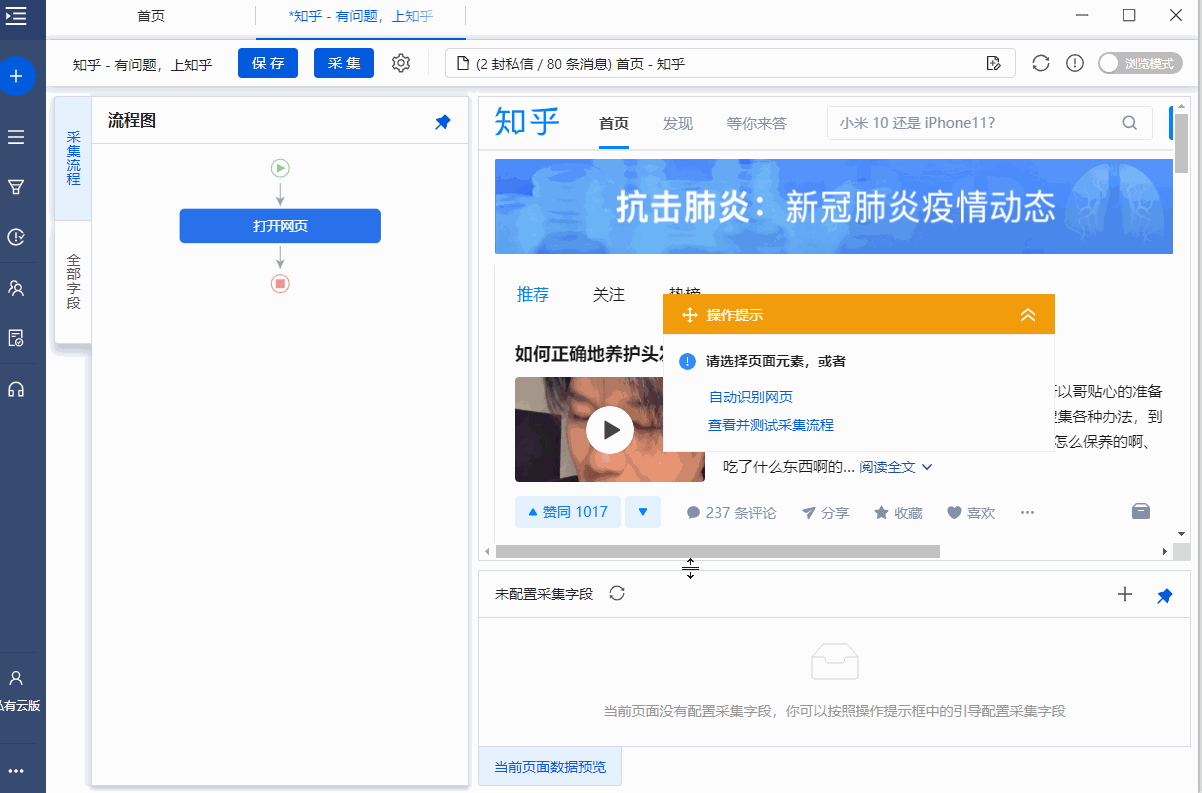 首页
*知乎 - 有问题，上知乎
知乎 - 有问题，上知乎
保存
采集
(2 封私信 / 80 条消息) 首页 - 知乎
浏览模式
采集流程
全部字段
私有云版
流程图
打开网页
知乎
首页
发现
等你来答
小米 10 还是 iPhone11?
抗击肺炎：新冠肺炎疫情动态
推荐
关注
热榜
操作提示
请选择页面元素，或者
自动识别网页
查看并测试采集流程
如何正确地养护头发
以哥贴心的准备
集各种办法，到
怎么保养的啊、
吃了什么东西啊的... 阅读全文
赞同 1017
237 条评论
分享
收藏
喜欢
未配置采集字段
当前页面没有配置采集字段，你可以按照操作提示框中的引导配置采集字段
当前页面数据预览